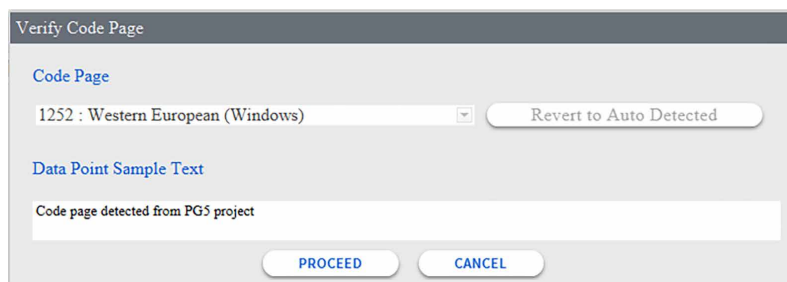 Verify Code Page
Code Page
1252 : Western European (Windows)
Revert to Auto Detected
Data Point Sample Text
Code page detected from PG5 project
PROCEED
CANCEL